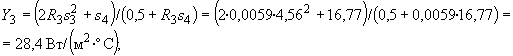 Y₃ = (2R₃s₃² + s₄)/(0,5 + R₃s₄) = (2·0,0059·4,56² + 16,77)/(0,5 + 0,0059·16,77) =
= 28,4 Вт/(м²·°С),